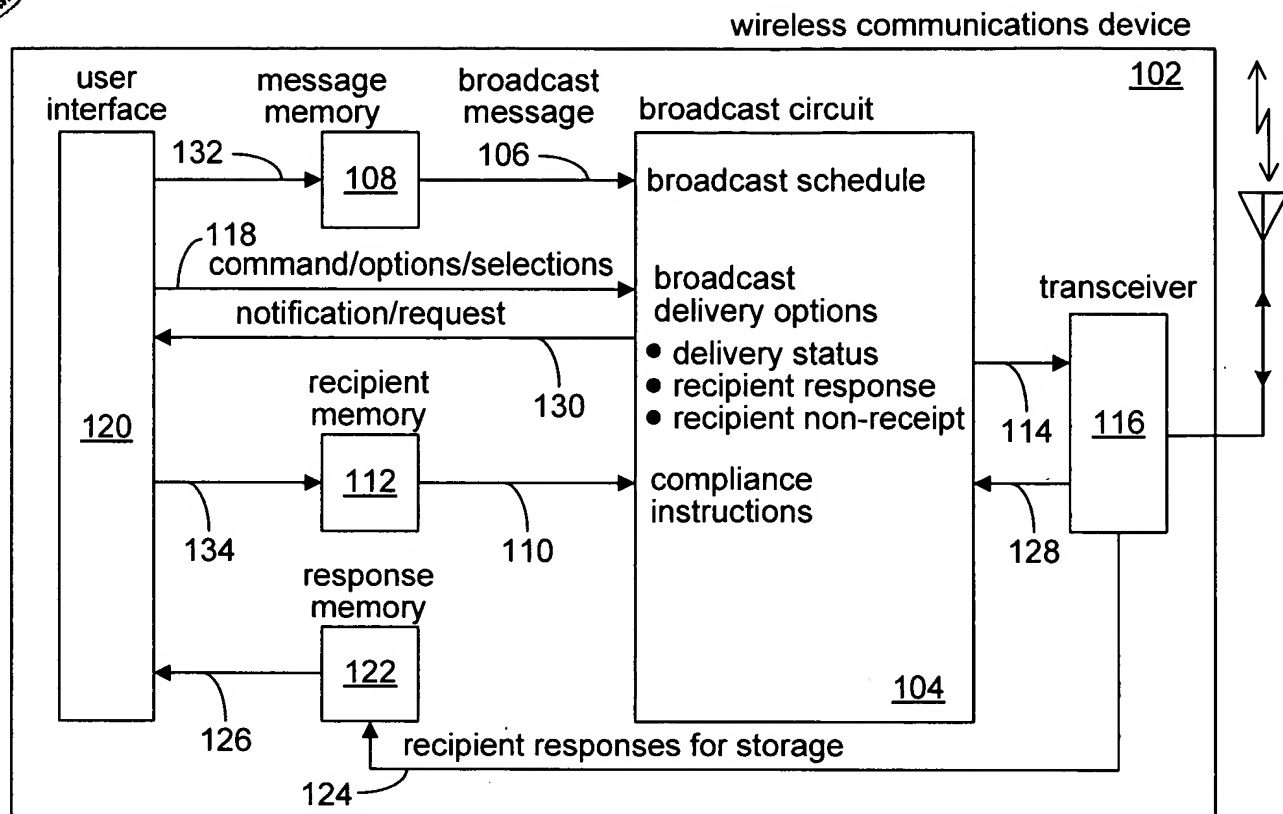 wireless communications device
102
user
interface
message
memory
broadcast
message
broadcast circuit
132
108
106
broadcast schedule
118
command/options/selections
broadcast
delivery options
transceiver
notification/request
• delivery status
• recipient response
• recipient non-receipt
130
114
116
120
recipient
memory
112
134
110
compliance
instructions
128
response
memory
122
126
104
recipient responses for storage
124